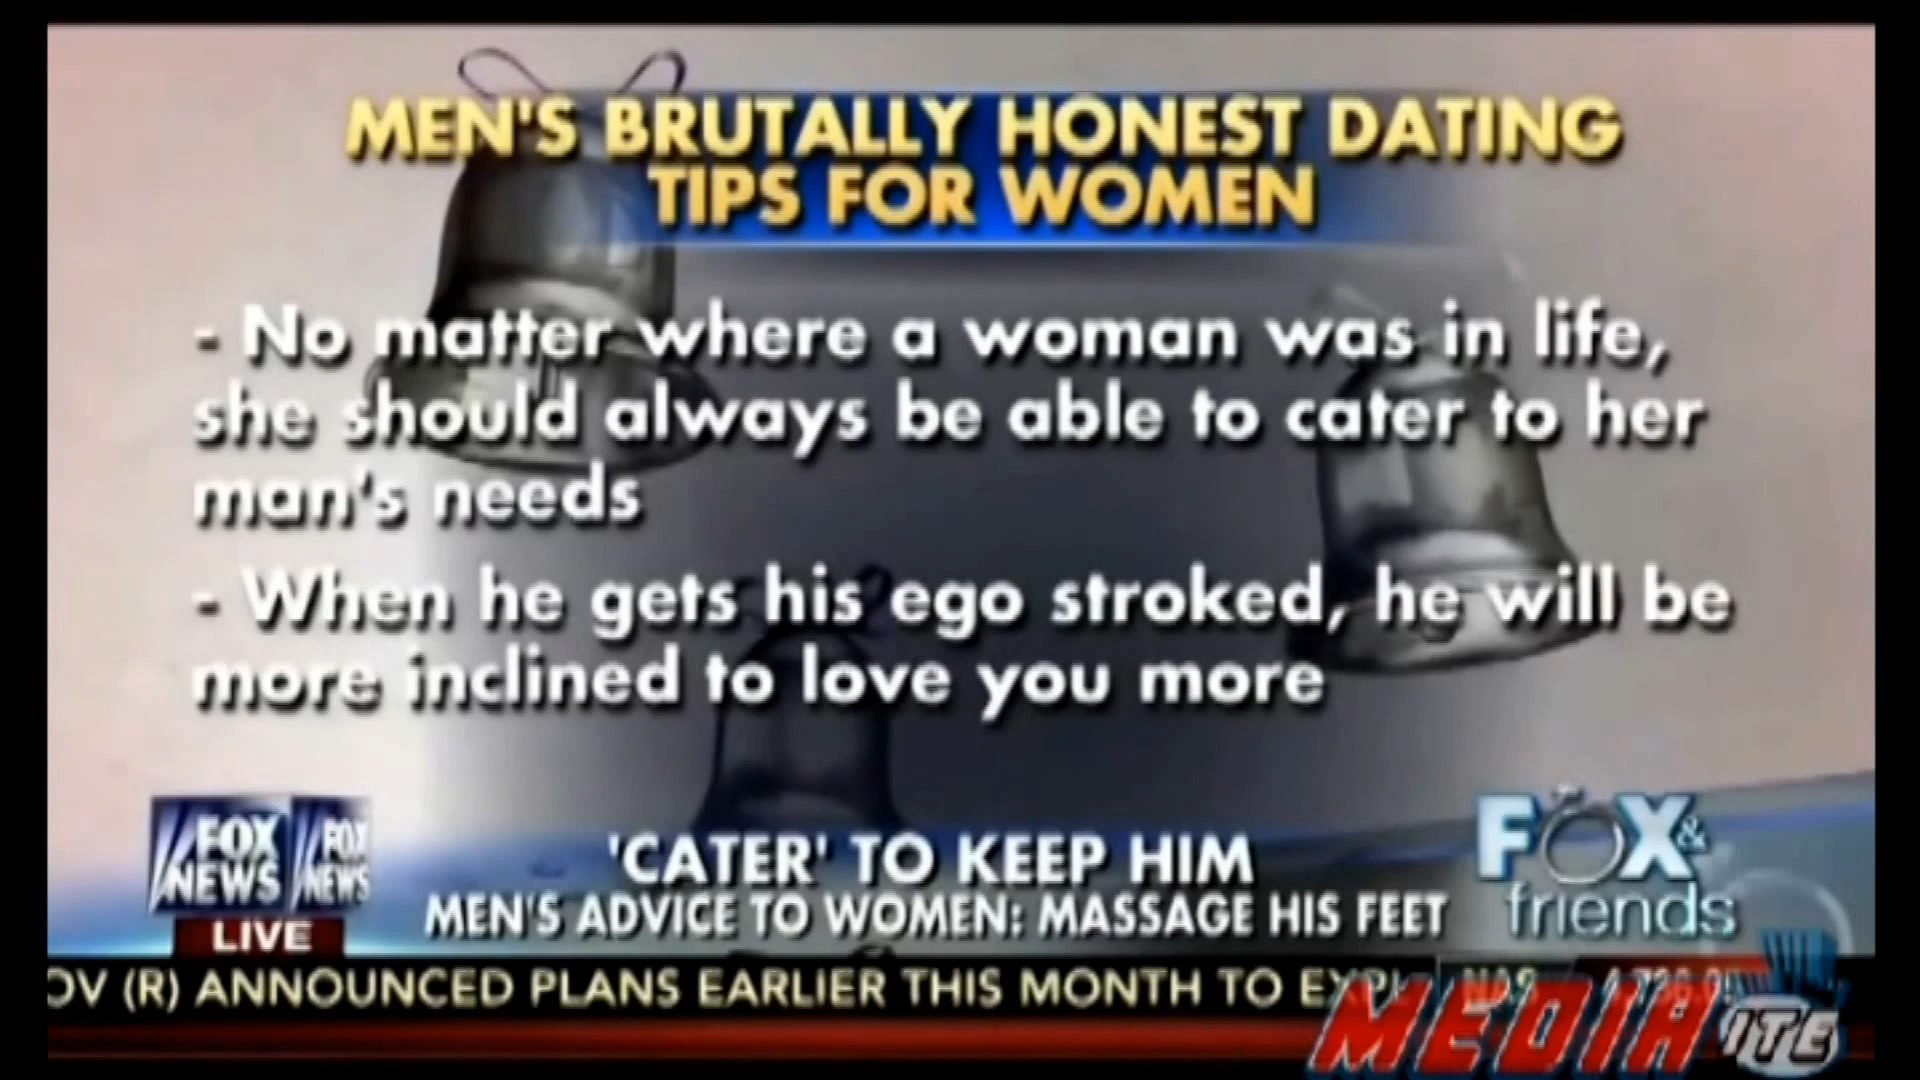 MEN'S BRUTALLY HONEST DATING
TIPS FOR WOMEN
- No matter where a woman was in life,
she should always be able to cater to her
man's needs
- When he gets his ego stroked, he will be
more inclined to love you more
FOX NEWS
FOX NEWS
LIVE
'CATER' TO KEEP HIM
MEN'S ADVICE TO WOMEN: MASSAGE HIS FEET
FOX &
friends
OV (R) ANNOUNCED PLANS EARLIER THIS MONTH TO
MEDIAITE